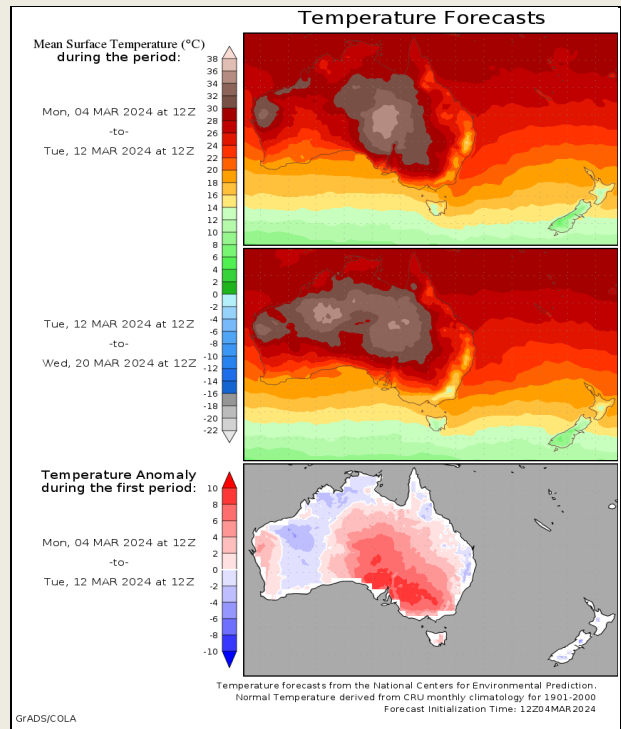 Temperature Forecasts
Mean Surface Temperature (°C)
during the period:
Mon, 04 MAR 2024 at 12Z
-to-
Tue, 12 MAR 2024 at 12Z
38
36
34
32
30
28
26
24
22
20
18
16
14
12
10
8
6
4
2
0
-2
-4
-6
-8
-10
-12
-14
-16
-18
-20
-22
Tue, 12 MAR 2024 at 12Z
-to-
Wed, 20 MAR 2024 at 12Z
Temperature Anomaly
during the first period:
Mon, 04 MAR 2024 at 12Z
-to-
Tue, 12 MAR 2024 at 12Z
10
8
6
4
2
0
-2
-4
-6
-8
-10
Temperature forecasts from the National Centers for Environmental Prediction.
Normal Temperature derived from CRU monthly climatology for 1901-2000
Forecast Initialization Time: 12Z04MAR2024
GrADS/COLA